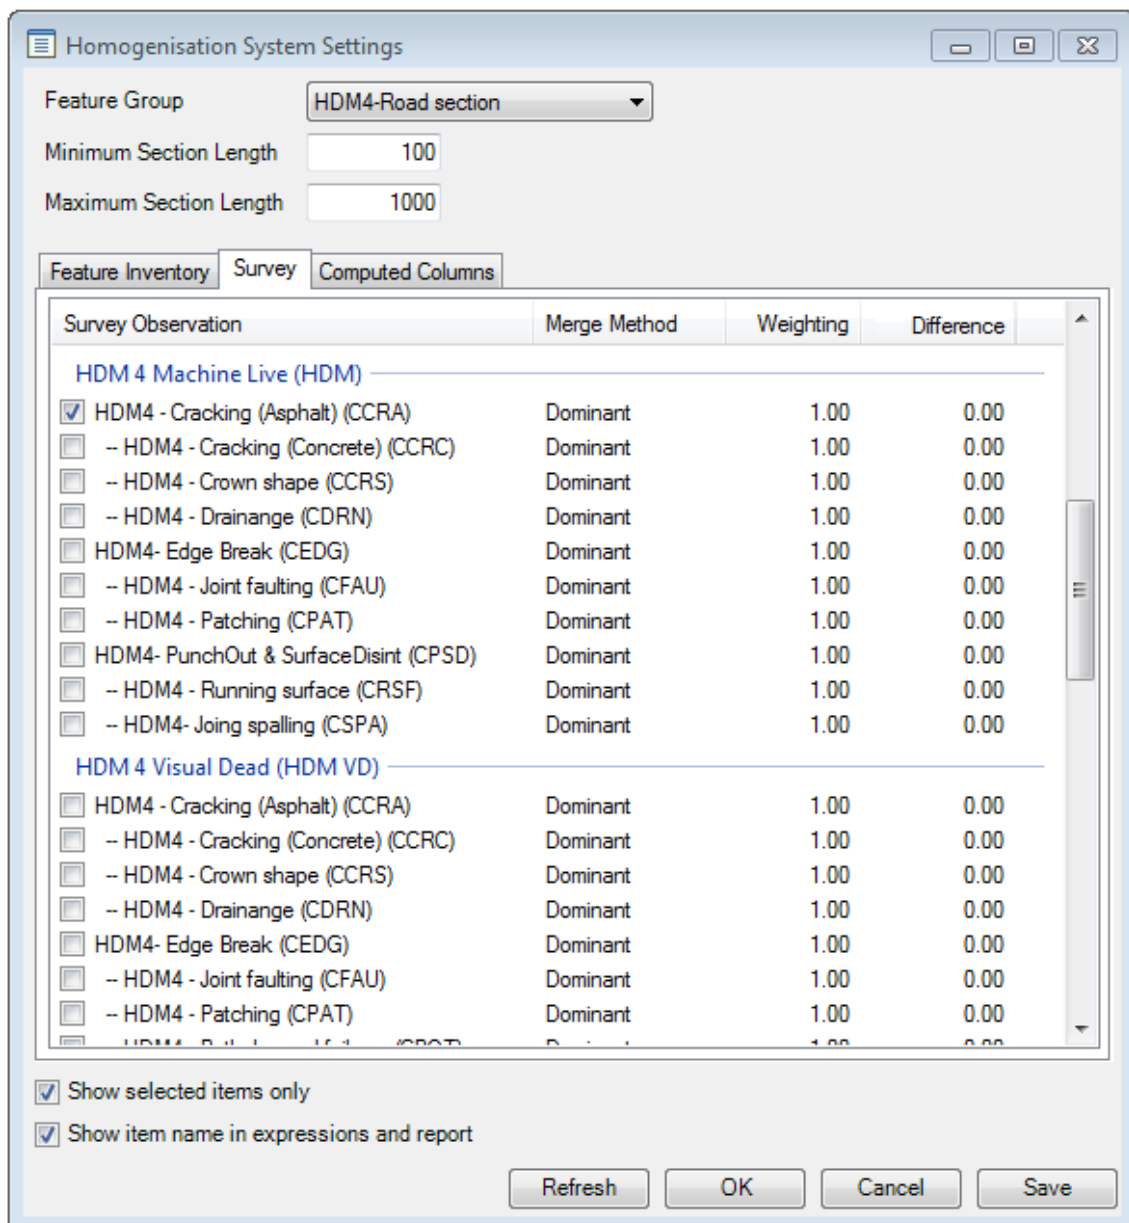 Homogenisation System Settings
Feature Group HDM4-Road section
Minimum Section Length 100
Maximum Section Length 1000
Feature Inventory Survey Computed Columns
Survey Observation Merge Method Weighting Difference
HDM 4 Machine Live (HDM)
HDM4 - Cracking (Asphalt) (CCRA) Dominant 1.00 0.00
-- HDM4 - Cracking (Concrete) (CCRC) Dominant 1.00 0.00
-- HDM4 - Crown shape (CCRS) Dominant 1.00 0.00
-- HDM4 - Drainange (CDRN) Dominant 1.00 0.00
HDM4- Edge Break (CEDG) Dominant 1.00 0.00
-- HDM4 - Joint faulting (CFAU) Dominant 1.00 0.00
-- HDM4 - Patching (CPAT) Dominant 1.00 0.00
HDM4- PunchOut & SurfaceDisint (CPSD) Dominant 1.00 0.00
-- HDM4 - Running surface (CRSF) Dominant 1.00 0.00
-- HDM4- Joing spalling (CSPA) Dominant 1.00 0.00
HDM 4 Visual Dead (HDM VD)
HDM4 - Cracking (Asphalt) (CCRA) Dominant 1.00 0.00
-- HDM4 - Cracking (Concrete) (CCRC) Dominant 1.00 0.00
-- HDM4 - Crown shape (CCRS) Dominant 1.00 0.00
-- HDM4 - Drainange (CDRN) Dominant 1.00 0.00
HDM4- Edge Break (CEDG) Dominant 1.00 0.00
-- HDM4 - Joint faulting (CFAU) Dominant 1.00 0.00
-- HDM4 - Patching (CPAT) Dominant 1.00 0.00
Show selected items only
Show item name in expressions and report
Refresh OK Cancel Save